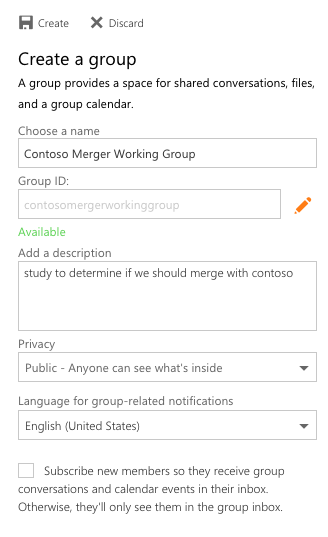 Create Discard
Create a group
A group provides a space for shared conversations, files,
and a group calendar.
Choose a name
Contoso Merger Working Group
Group ID:
contosomergerworkinggroup
Available
Add a description
study to determine if we should merge with contoso
Privacy
Public - Anyone can see what's inside
Language for group-related notifications
English (United States)
Subscribe new members so they receive group
conversations and calendar events in their inbox.
Otherwise, they'll only see them in the group inbox.